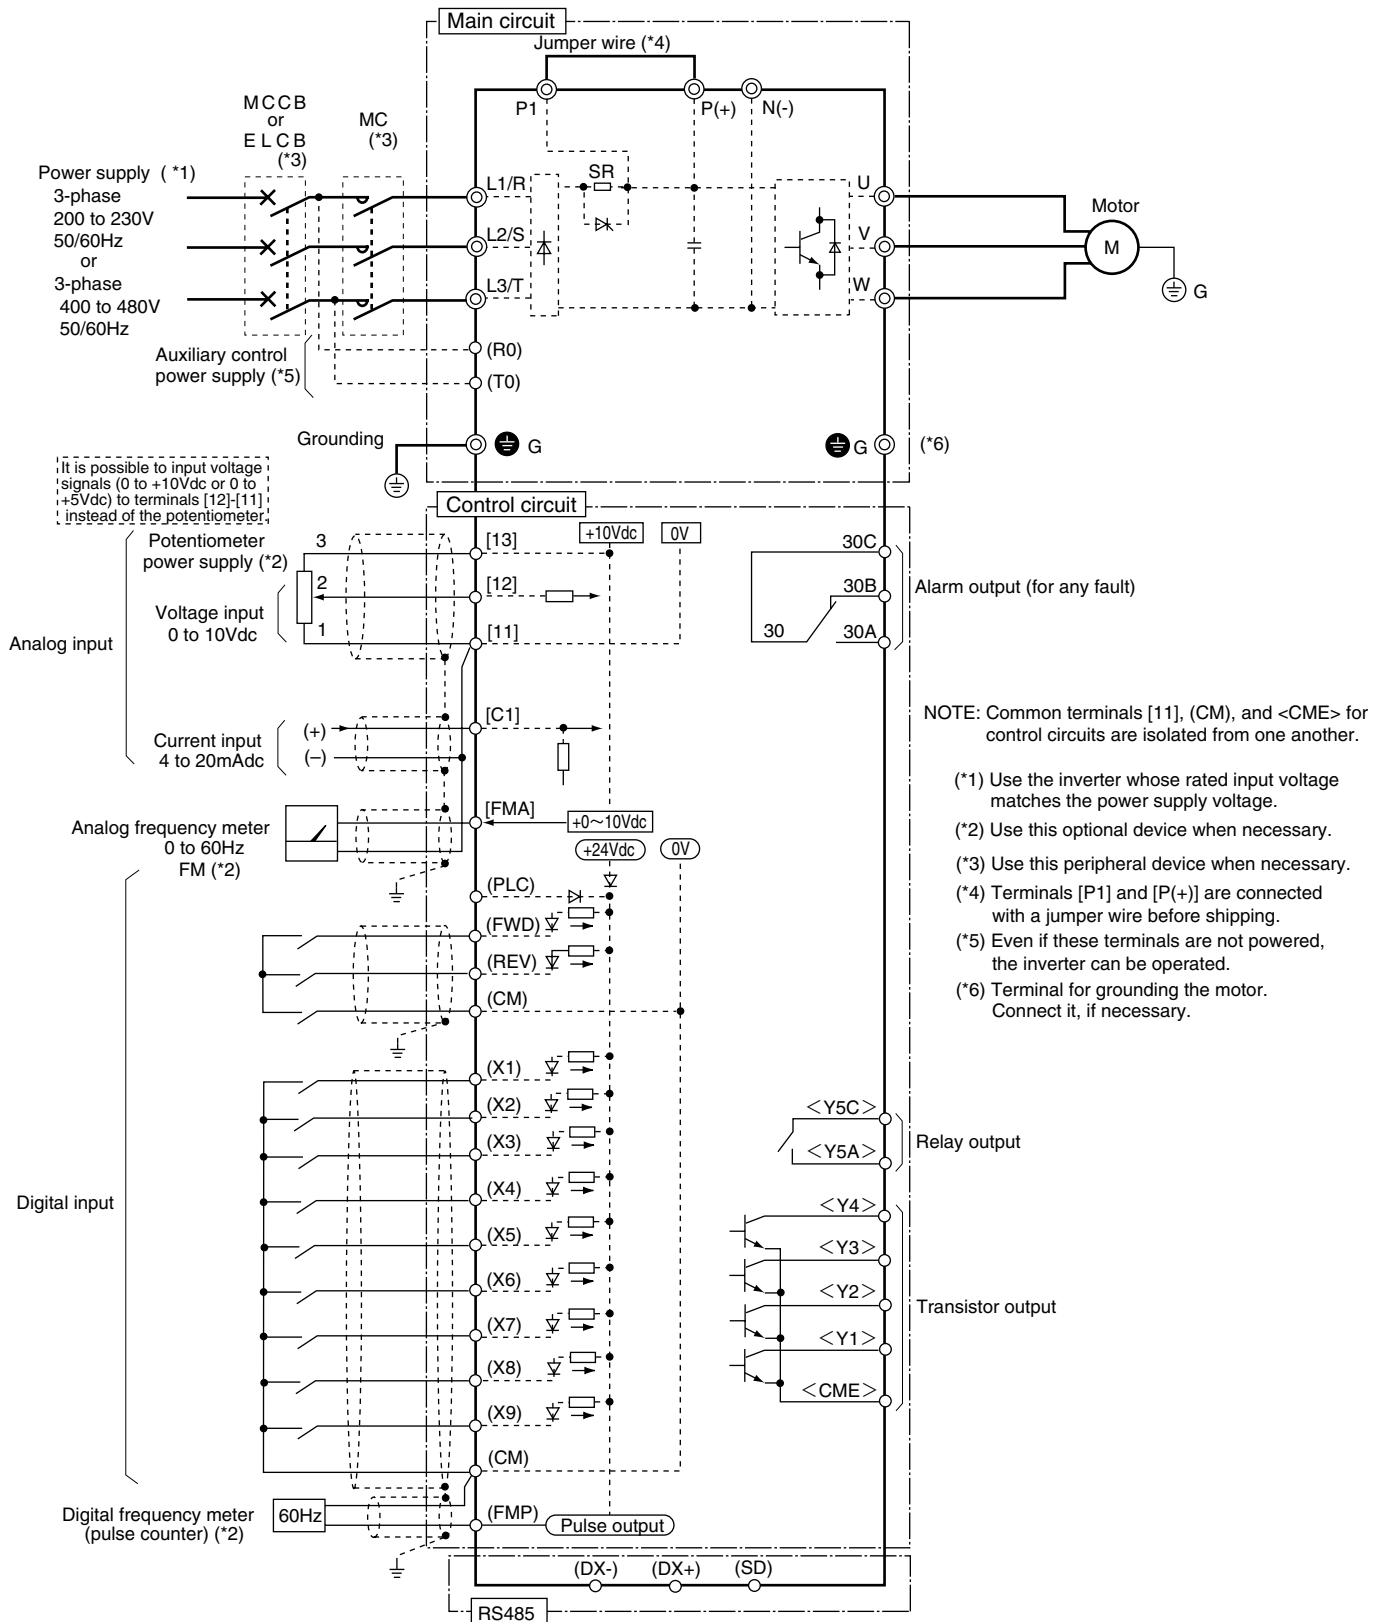 Main circuit
Jumper wire (*4)
P1
P(+)
N(-)
MCCB
or
ELCB
(*3)
MC
(*3)
Power supply ( *1)
3-phase
200 to 230V
50/60Hz
or
3-phase
400 to 480V
50/60Hz
L1/R
L2/S
L3/T
SR
U
V
W
Motor
M
G
Auxiliary control
power supply (*5)
(R0)
(T0)
Grounding
G
G
(*6)
It is possible to input voltage
signals (0 to +10Vdc or 0 to
+5Vdc) to terminals [12]-[11]
instead of the potentiometer.
Control circuit
Potentiometer
power supply (*2)
3
2
1
Voltage input
0 to 10Vdc
Analog input
[13]
[12]
[11]
+10Vdc
0V
30C
30B
30
30A
Alarm output (for any fault)
Current input
4 to 20mAdc
(+)
(–)
[C1]
Analog frequency meter
0 to 60Hz
FM (*2)
[FMA]
+0～10Vdc
+24Vdc
0V
NOTE: Common terminals [11], (CM), and <CME> for
control circuits are isolated from one another.
(*1) Use the inverter whose rated input voltage
matches the power supply voltage.
(*2) Use this optional device when necessary.
(*3) Use this peripheral device when necessary.
(*4) Terminals [P1] and [P(+)] are connected
with a jumper wire before shipping.
(*5) Even if these terminals are not powered,
the inverter can be operated.
(*6) Terminal for grounding the motor.
Connect it, if necessary.
(PLC)
(FWD)
(REV)
(CM)
Digital input
(X1)
(X2)
(X3)
(X4)
(X5)
(X6)
(X7)
(X8)
(X9)
(CM)
<Y5C>
<Y5A>
Relay output
<Y4>
<Y3>
<Y2>
<Y1>
<CME>
Transistor output
Digital frequency meter
(pulse counter) (*2)
60Hz
(FMP)
Pulse output
(DX-)
(DX+)
(SD)
RS485